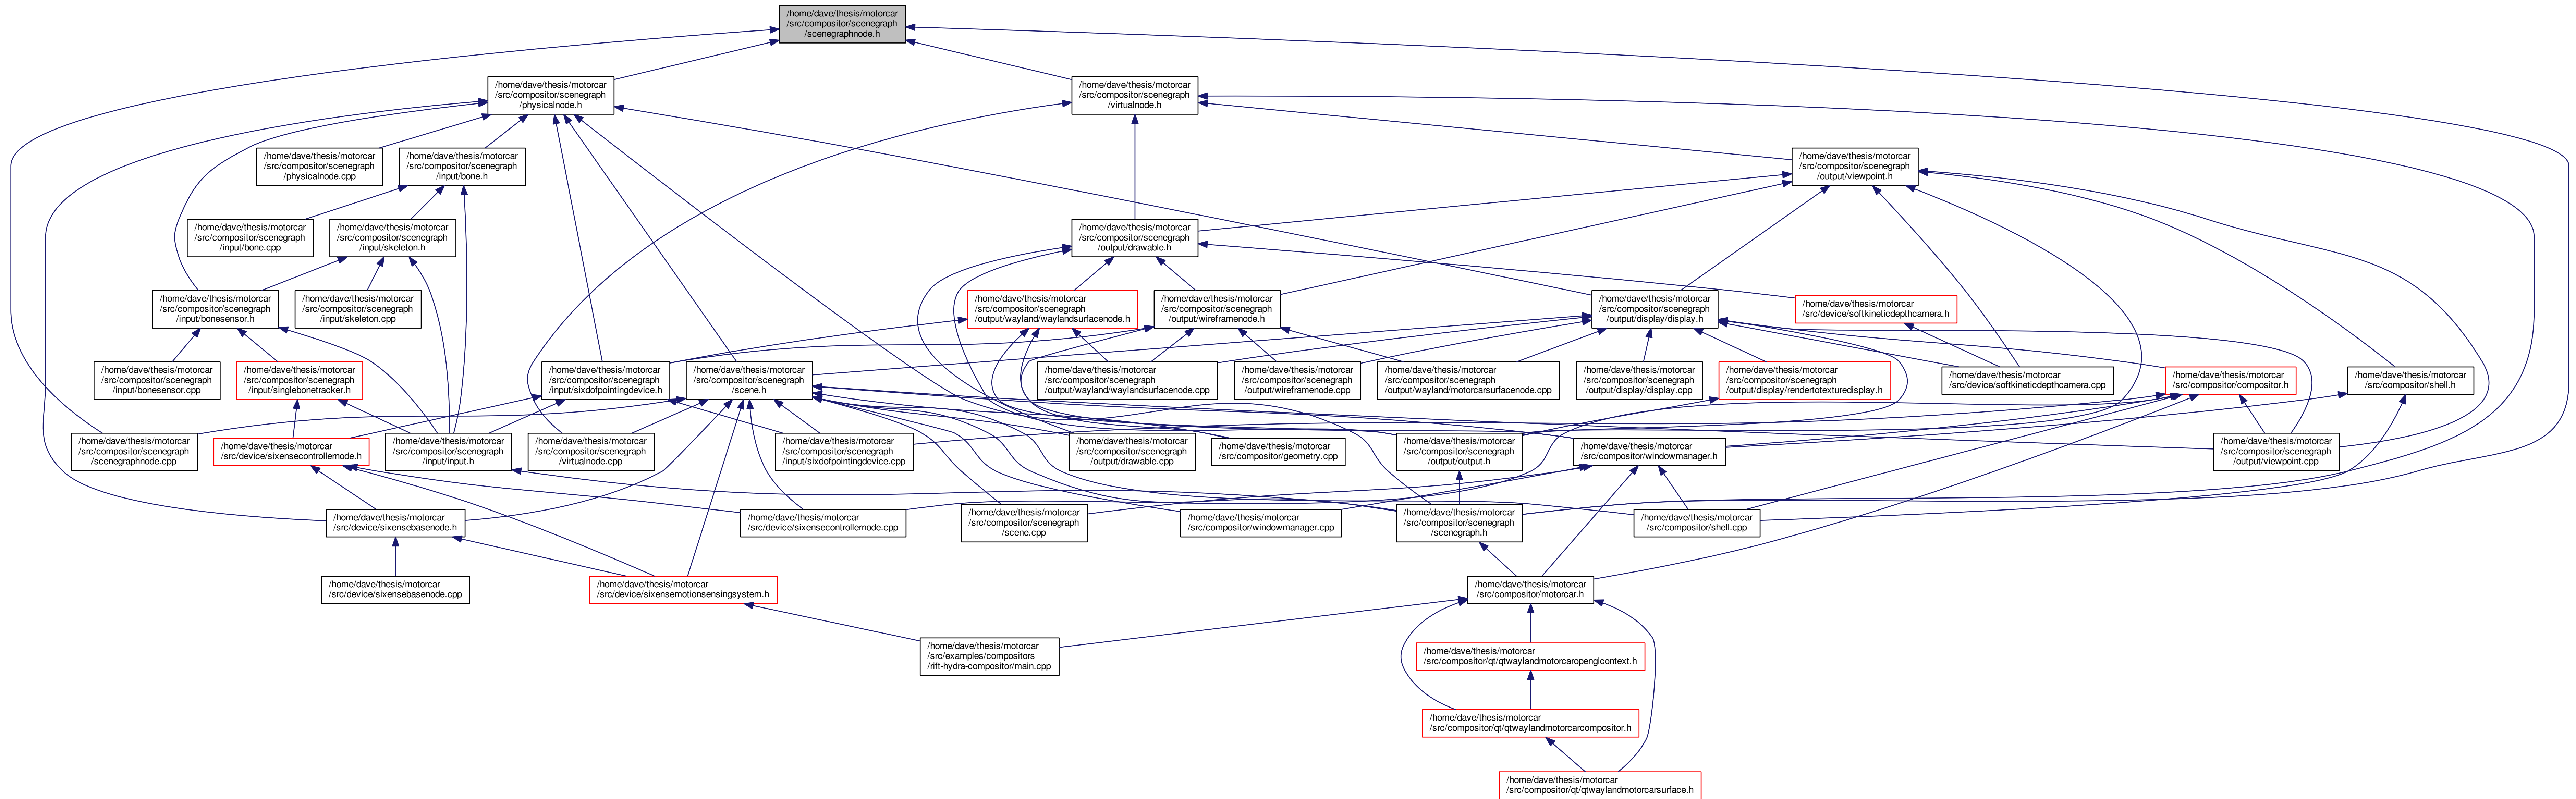 /home/dave/thesis/motorcar
/src/compositor/scenegraph
/scenegraphnode.h
/home/dave/thesis/motorcar
/src/compositor/scenegraph
/physicalnode.h
/home/dave/thesis/motorcar
/src/compositor/scenegraph
/virtualnode.h
/home/dave/thesis/motorcar
/src/compositor/scenegraph
/physicalnode.cpp
/home/dave/thesis/motorcar
/src/compositor/scenegraph
/input/bone.h
/home/dave/thesis/motorcar
/src/compositor/scenegraph
/output/viewpoint.h
/home/dave/thesis/motorcar
/src/compositor/scenegraph
/input/bone.cpp
/home/dave/thesis/motorcar
/src/compositor/scenegraph
/input/skeleton.h
/home/dave/thesis/motorcar
/src/compositor/scenegraph
/output/drawable.h
/home/dave/thesis/motorcar
/src/compositor/scenegraph
/input/bonesensor.h
/home/dave/thesis/motorcar
/src/compositor/scenegraph
/input/skeleton.cpp
/home/dave/thesis/motorcar
/src/compositor/scenegraph
/output/wayland/waylandsurfacenode.h
/home/dave/thesis/motorcar
/src/compositor/scenegraph
/output/wireframenode.h
/home/dave/thesis/motorcar
/src/compositor/scenegraph
/output/display/display.h
/home/dave/thesis/motorcar
/src/device/softkineticdepthcamera.h
/home/dave/thesis/motorcar
/src/compositor/scenegraph
/input/bonesensor.cpp
/home/dave/thesis/motorcar
/src/compositor/scenegraph
/input/singlebonetracker.h
/home/dave/thesis/motorcar
/src/compositor/scenegraph
/input/sixdofpointingdevice.h
/home/dave/thesis/motorcar
/src/compositor/scenegraph
/scene.h
/home/dave/thesis/motorcar
/src/compositor/scenegraph
/output/wayland/waylandsurfacenode.cpp
/home/dave/thesis/motorcar
/src/compositor/scenegraph
/output/wireframenode.cpp
/home/dave/thesis/motorcar
/src/compositor/scenegraph
/output/wayland/motorcarsurfacenode.cpp
/home/dave/thesis/motorcar
/src/compositor/scenegraph
/output/display/display.cpp
/home/dave/thesis/motorcar
/src/compositor/scenegraph
/output/display/rendertotexturedisplay.h
/home/dave/thesis/motorcar
/src/device/softkineticdepthcamera.cpp
/home/dave/thesis/motorcar
/src/compositor/compositor.h
/home/dave/thesis/motorcar
/src/compositor/shell.h
/home/dave/thesis/motorcar
/src/compositor/scenegraph
/scenegraphnode.cpp
/home/dave/thesis/motorcar
/src/device/sixensecontrollernode.h
/home/dave/thesis/motorcar
/src/compositor/scenegraph
/input/input.h
/home/dave/thesis/motorcar
/src/compositor/scenegraph
/virtualnode.cpp
/home/dave/thesis/motorcar
/src/compositor/scenegraph
/input/sixdofpointingdevice.cpp
/home/dave/thesis/motorcar
/src/compositor/scenegraph
/output/drawable.cpp
/home/dave/thesis/motorcar
/src/compositor/geometry.cpp
/home/dave/thesis/motorcar
/src/compositor/scenegraph
/output/output.h
/home/dave/thesis/motorcar
/src/compositor/windowmanager.h
/home/dave/thesis/motorcar
/src/compositor/scenegraph
/output/viewpoint.cpp
/home/dave/thesis/motorcar
/src/device/sixensebasenode.h
/home/dave/thesis/motorcar
/src/device/sixensecontrollernode.cpp
/home/dave/thesis/motorcar
/src/compositor/scenegraph
/scene.cpp
/home/dave/thesis/motorcar
/src/compositor/windowmanager.cpp
/home/dave/thesis/motorcar
/src/compositor/scenegraph
/scenegraph.h
/home/dave/thesis/motorcar
/src/compositor/shell.cpp
/home/dave/thesis/motorcar
/src/device/sixensebasenode.cpp
/home/dave/thesis/motorcar
/src/device/sixensemotionsensingsystem.h
/home/dave/thesis/motorcar
/src/compositor/motorcar.h
/home/dave/thesis/motorcar
/src/examples/compositors
/rift-hydra-compositor/main.cpp
/home/dave/thesis/motorcar
/src/compositor/qt/qtwaylandmotorcaropenglcontext.h
/home/dave/thesis/motorcar
/src/compositor/qt/qtwaylandmotorcarcompositor.h
/home/dave/thesis/motorcar
/src/compositor/qt/qtwaylandmotorcarsurface.h